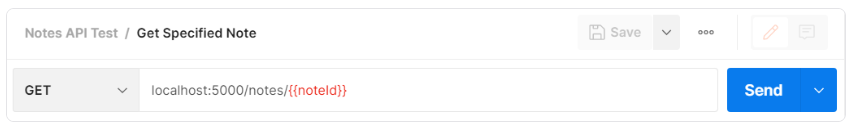 Notes API Test / Get Specified Note Save
GET localhost:5000/notes/{{noteId}} Send